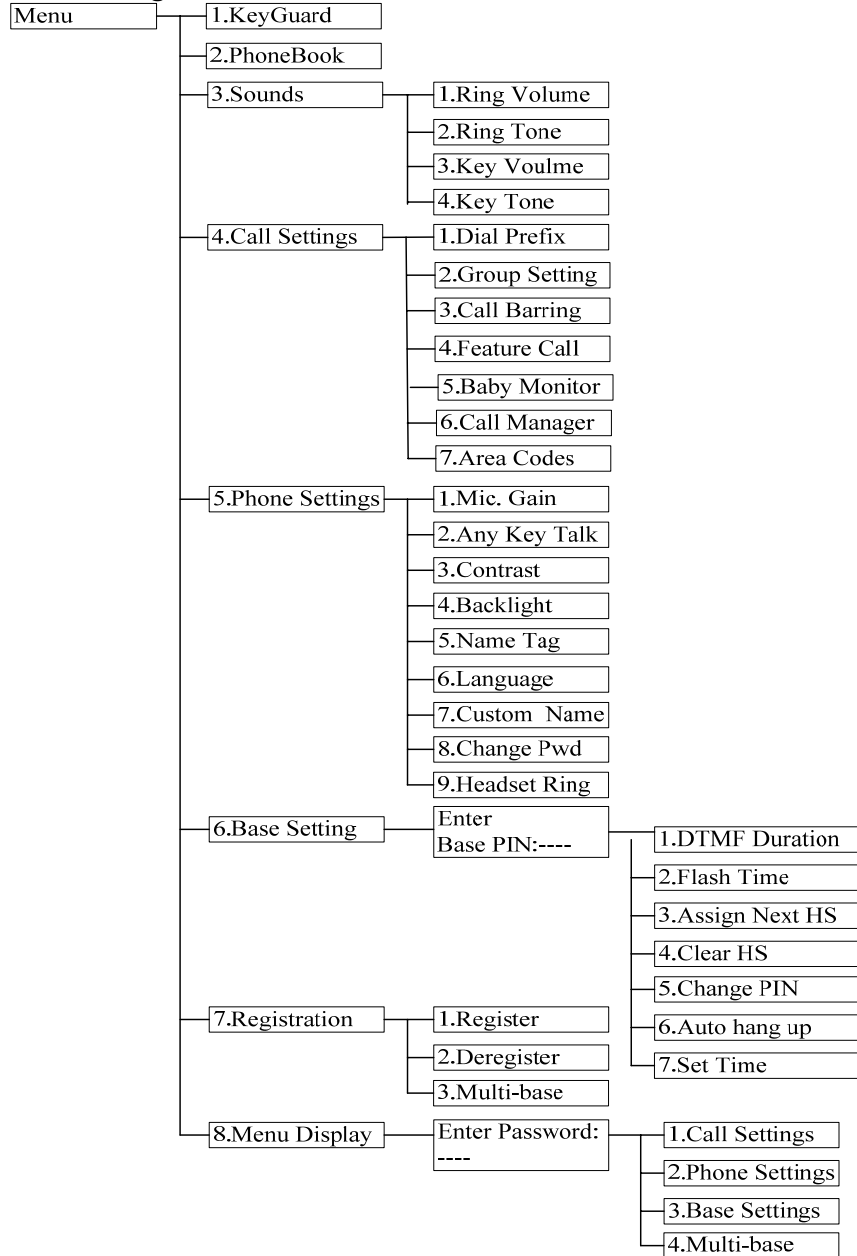 Menu
1.KeyGuard
2.PhoneBook
3.Sounds
1.Ring Volume
2.Ring Tone
3.Key Voulme
4.Key Tone
4.Call Settings
1.Dial Prefix
2.Group Setting
3.Call Barring
4.Feature Call
5.Baby Monitor
6.Call Manager
7.Area Codes
5.Phone Settings
1.Mic. Gain
2.Any Key Talk
3.Contrast
4.Backlight
5.Name Tag
6.Language
7.Custom Name
8.Change Pwd
9.Headset Ring
6.Base Setting
Enter
Base PIN:----
1.DTMF Duration
2.Flash Time
3.Assign Next HS
4.Clear HS
5.Change PIN
6.Auto hang up
7.Set Time
7.Registration
1.Register
2.Deregister
3.Multi-base
8.Menu Display
Enter Password:
----
1.Call Settings
2.Phone Settings
3.Base Settings
4.Multi-base